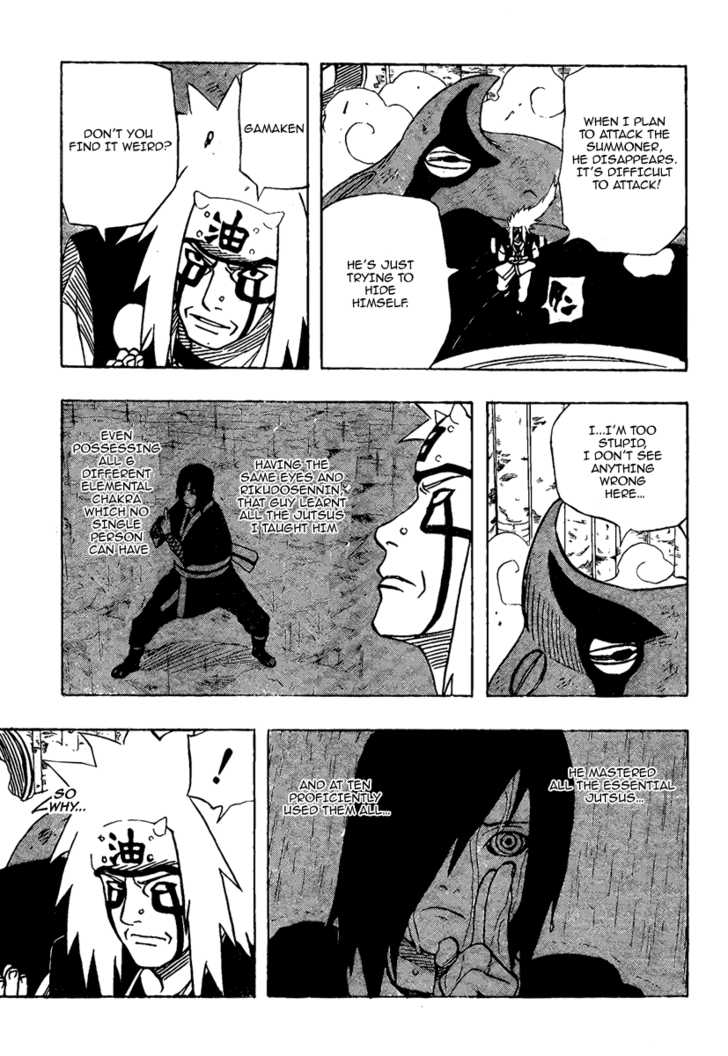 WHEN I PLAN
TO ATTACK THE
SUMMONER,
HE DISAPPEARS.
IT'S DIFFICULT
TO ATTACK!
HE'S JUST
TRYING TO
HIDE
HIMSELF.
GAMAKEN
DON'T YOU
FIND IT WEIRD?
油
I...I'M TOO
STUPID,
I DON'T SEE
ANYTHING
WRONG
HERE...
HAVING THE
SAME EYES AND
RIKUDOSENNIN,
THAT GUY LEARNT
ALL THE JUTSUS
I TAUGHT HIM
EVEN
POSSESSING
ALL 6
DIFFERENT
ELEMENTAL
CHAKRA,
WHICH NO
SINGLE
PERSON
CAN HAVE
HE MASTERED
ALL THE ESSENTIAL
JUTSUS...
AND AT TEN
PROFICIENTLY
USED THEM ALL...
!
SO
WHY...
油